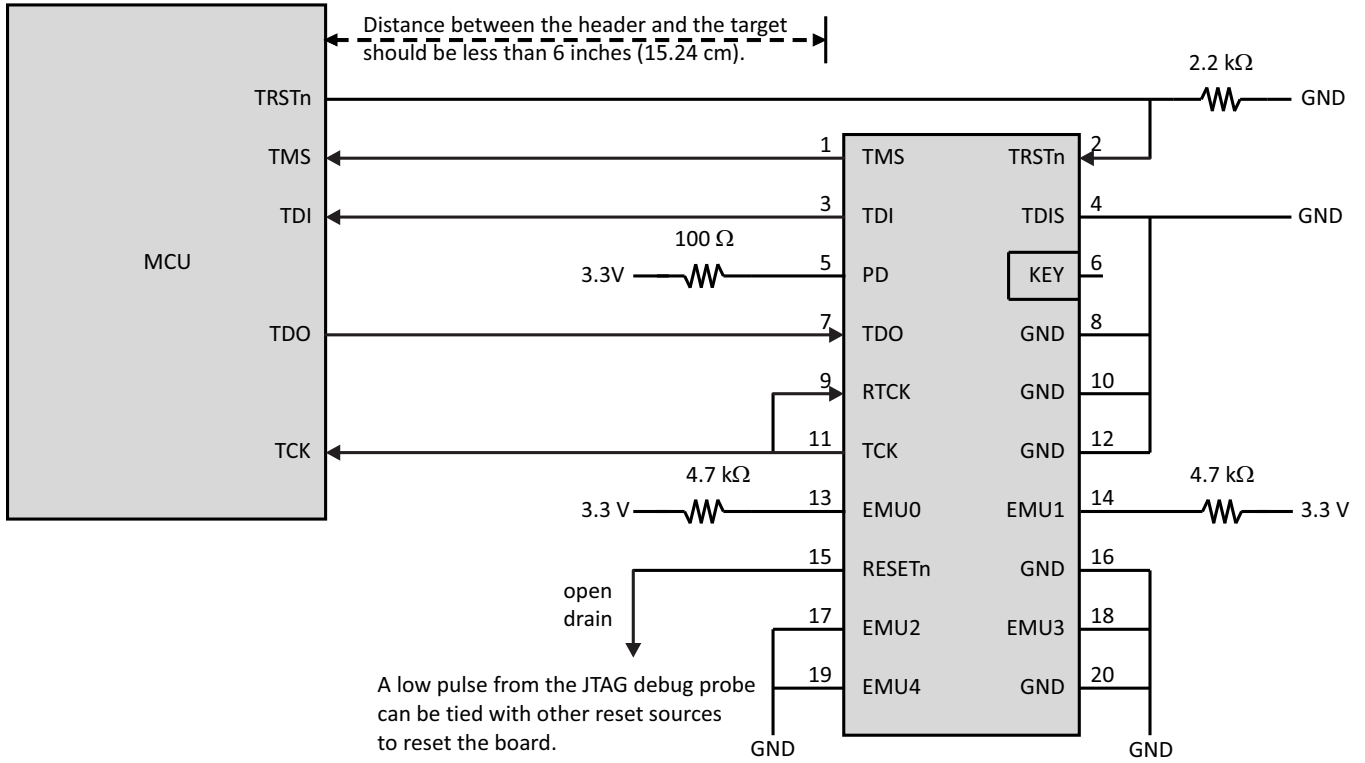 Distance between the header and the target
should be less than 6 inches (15.24 cm).
2.2 kΩ
TRSTn
GND
TMS
1
TMS
TRSTn
2
TDI
3
TDI
TDIS
4
GND
100 Ω
MCU
3.3V
5
PD
KEY
6
TDO
7
TDO
GND
8
9
RTCK
GND
10
TCK
11
TCK
GND
12
4.7 kΩ
4.7 kΩ
3.3 V
13
EMU0
EMU1
14
3.3 V
15
RESETn
GND
16
open
drain
17
EMU2
EMU3
18
19
EMU4
GND
20
A low pulse from the JTAG debug probe
can be tied with other reset sources
to reset the board.
GND
GND